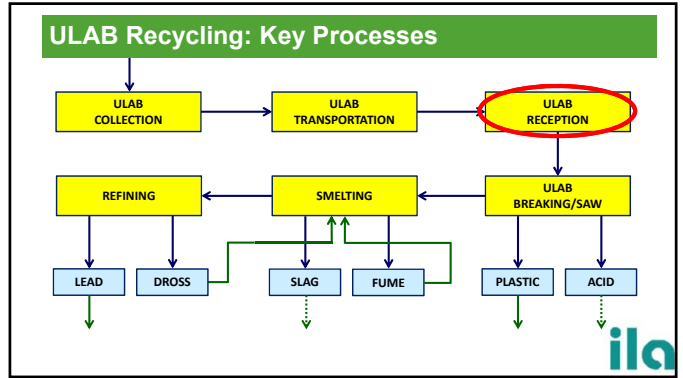 ULAB Recycling: Key Processes
ULAB
COLLECTION
ULAB
TRANSPORTATION
ULAB
RECEPTION
REFINING
SMELTING
ULAB
BREAKING/SAW
LEAD
DROSS
SLAG
FUME
PLASTIC
ACID
ila